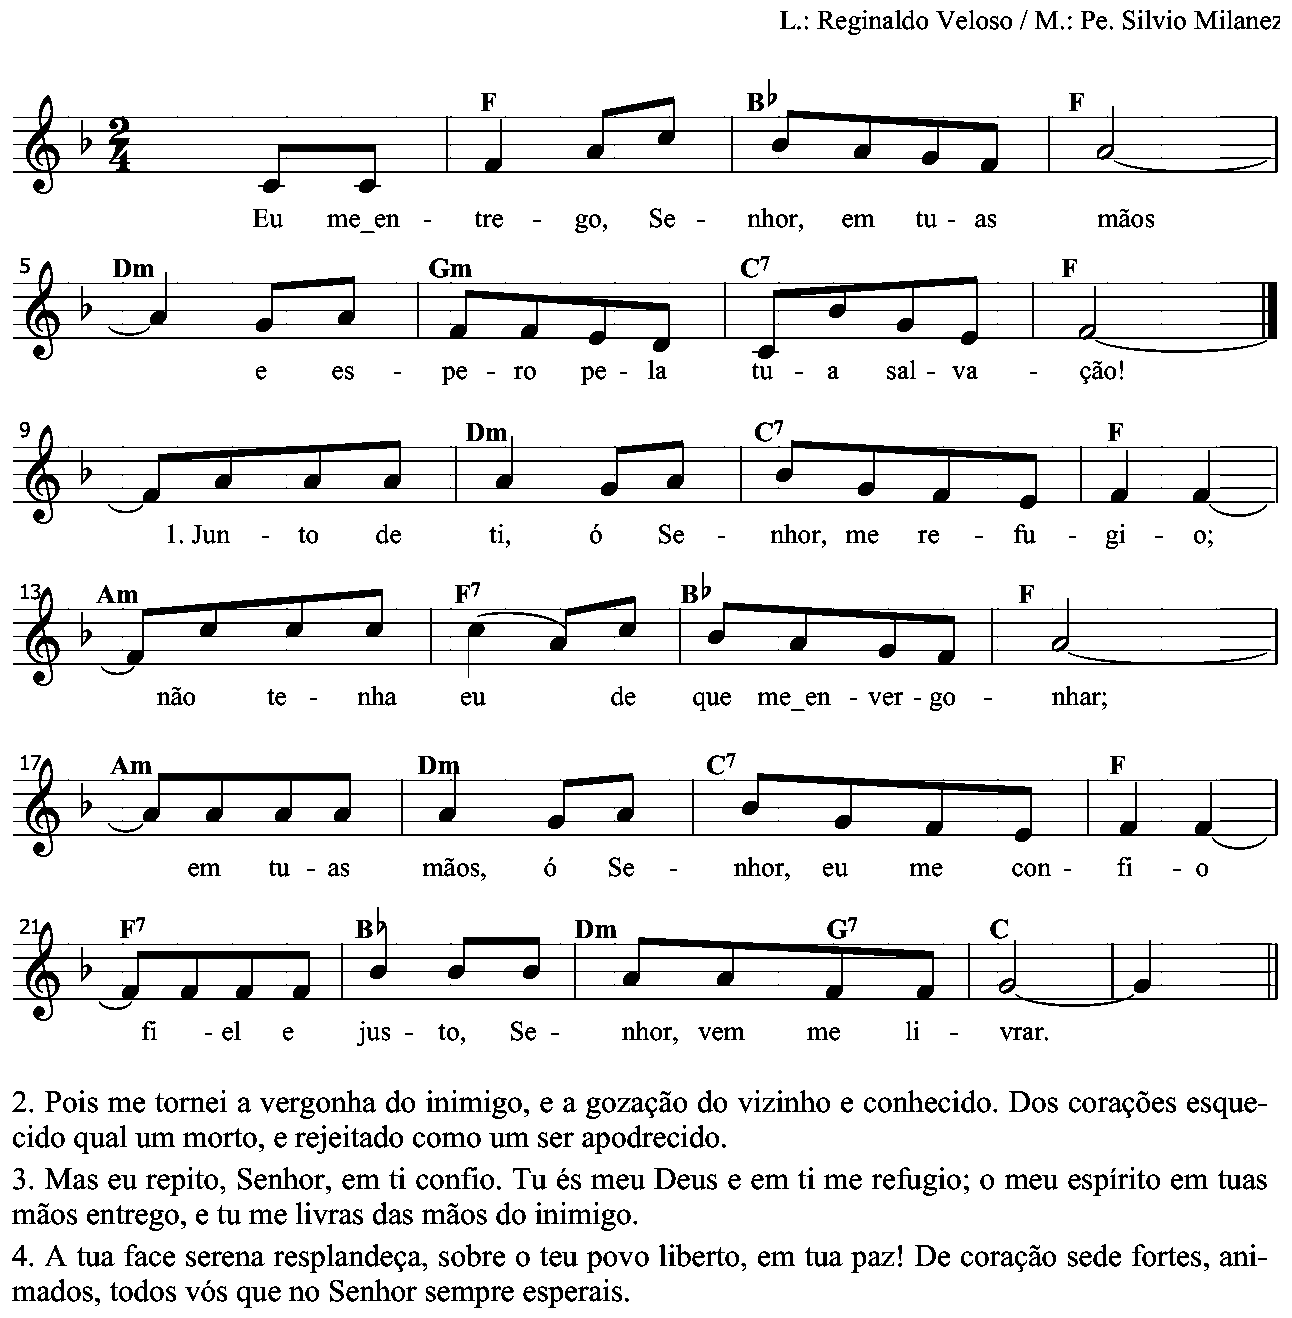 L.: Reginaldo Veloso / M.: Pe. Silvio Milanez
F B♭ F
2/4
Eu me_en - tre - go, Se - nhor, em tu - as mãos
5 Dm Gm C7 F
e es - pe - ro pe - la tu - a sal - va - ção!
9 Dm C7 F
1. Jun - to de ti, ó Se - nhor, me re - fu - gi - o;
13 Am F7 B♭ F
não te - nha eu de que me_en - ver - go - nhar;
17 Am Dm C7 F
em tu - as mãos, ó Se - nhor, eu me con - fi - o
21 F7 B♭ Dm G7 C
fi - el e jus - to, Se - nhor, vem me li - vrar.
2. Pois me tornei a vergonha do inimigo, e a gozação do vizinho e conhecido. Dos corações esque-
cido qual um morto, e rejeitado como um ser apodrecido.
3. Mas eu repito, Senhor, em ti confio. Tu és meu Deus e em ti me refugio; o meu espírito em tuas
mãos entrego, e tu me livras das mãos do inimigo.
4. A tua face serena resplandeça, sobre o teu povo liberto, em tua paz! De coração sede fortes, ani-
mados, todos vós que no Senhor sempre esperais.